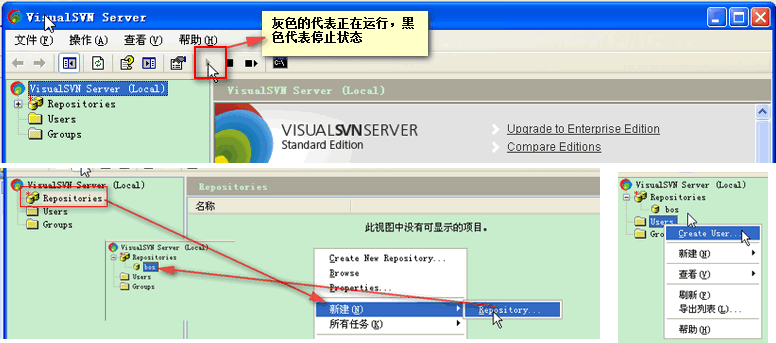 VisualSVN Server
灰色的代表正在运行，黑
色代表停止状态
文件(F) 操作(A) 查看(V) 帮助(H)
VisualSVN Server (Local)
Repositories
Users
Groups
VisualSVN Server (Local)
VISUALSVNSERVER
Standard Edition
Upgrade to Enterprise Edition
Compare Editions
VisualSVN Server (Local)
Repositories
Users
Groups
Repositories
名称
此视图中没有可显示的项目。
VisualSVN Server (Local)
Repositories
bos
Users
Groups
Create New Repository...
Browse
Properties...
新建(N)
所有任务(K)
Repository...
VisualSVN Server (Local)
Repositories
bos
Users
Gro
Create User...
新建(N)
查看(V)
刷新(F)
导出列表(L)...
帮助(H)